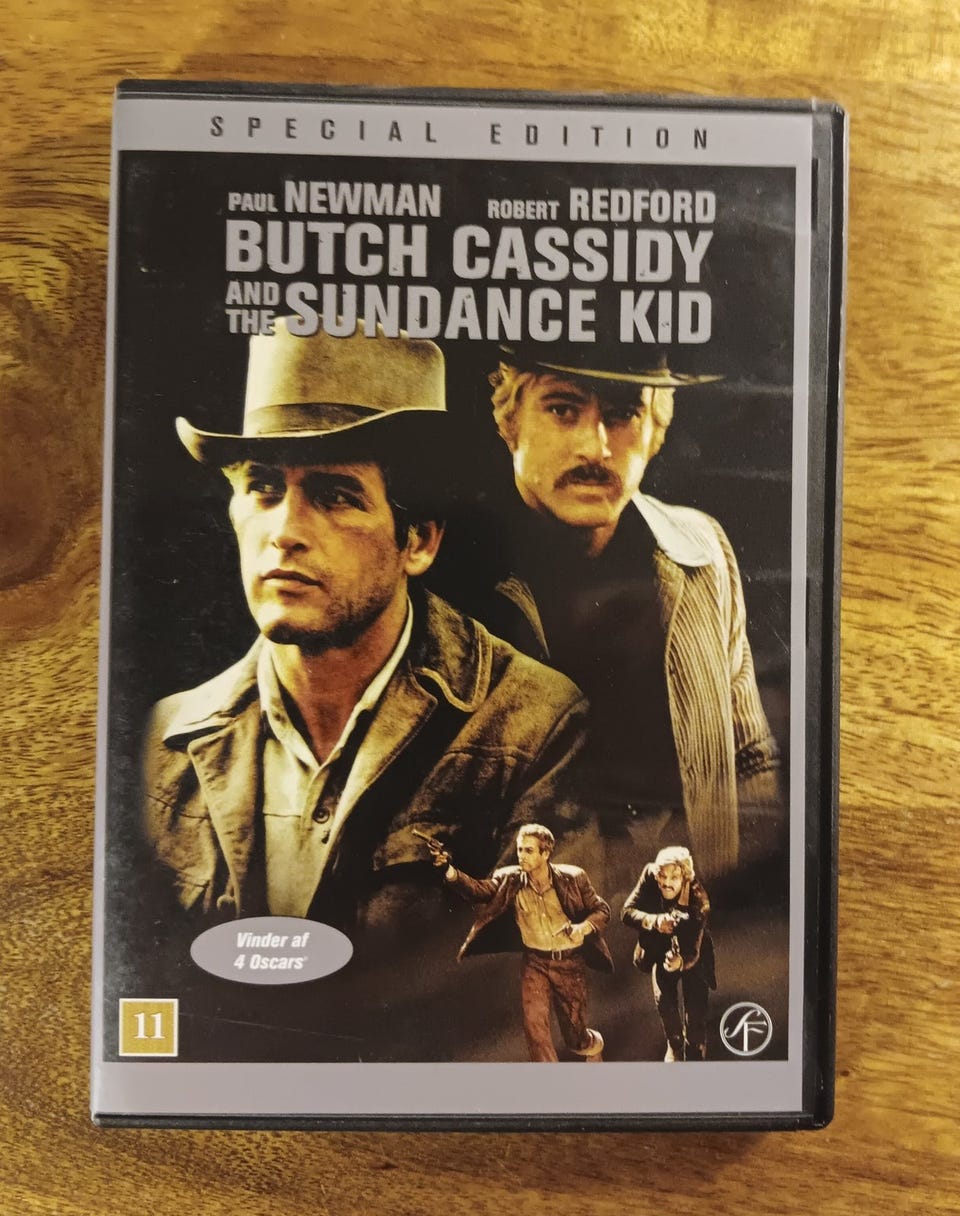 SPECIAL EDITION
PAUL NEWMAN ROBERT REDFORD
BUTCH CASSIDY
AND THE SUNDANCE KID
Vinder af
4 Oscars®
11
SF